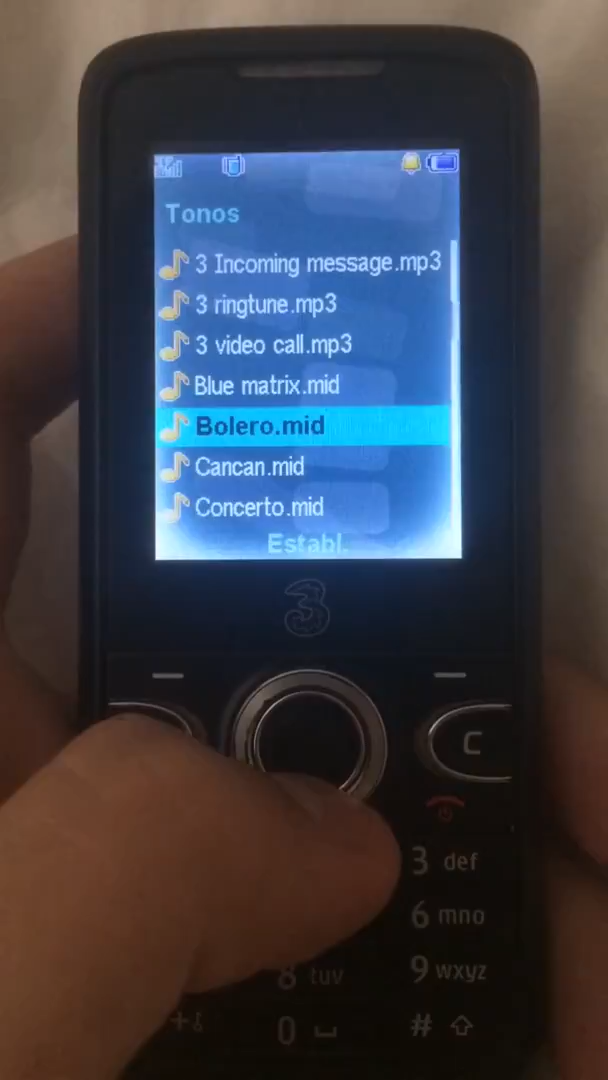 Tonos
3 Incoming message.mp3
3 ringtune.mp3
3 video call.mp3
Blue matrix.mid
Bolero.mid
Cancan.mid
Concerto.mid
Establ.
3
C
3 def
6 mno
8 tuv
9 wxyz
+
0
#